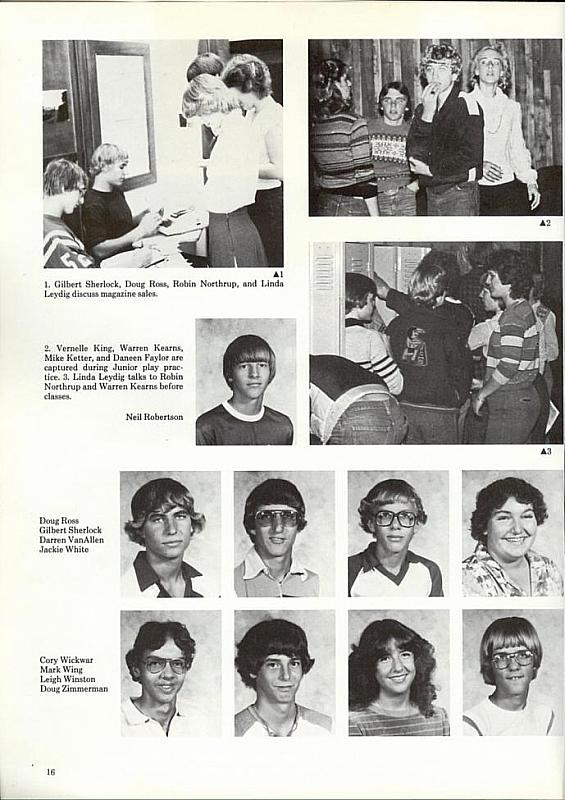 ▲1
1. Gilbert Sherlock, Doug Ross, Robin Northrup, and Linda
Leydig discuss magazine sales.
▲2
2. Vernelle King, Warren Kearns,
Mike Ketter, and Daneen Faylor are
captured during Junior play prac-
tice. 3. Linda Leydig talks to Robin
Northrup and Warren Kearns before
classes.
Neil Robertson
▲3
Doug Ross
Gilbert Sherlock
Darren VanAllen
Jackie White
Cory Wickwar
Mark Wing
Leigh Winston
Doug Zimmerman
16